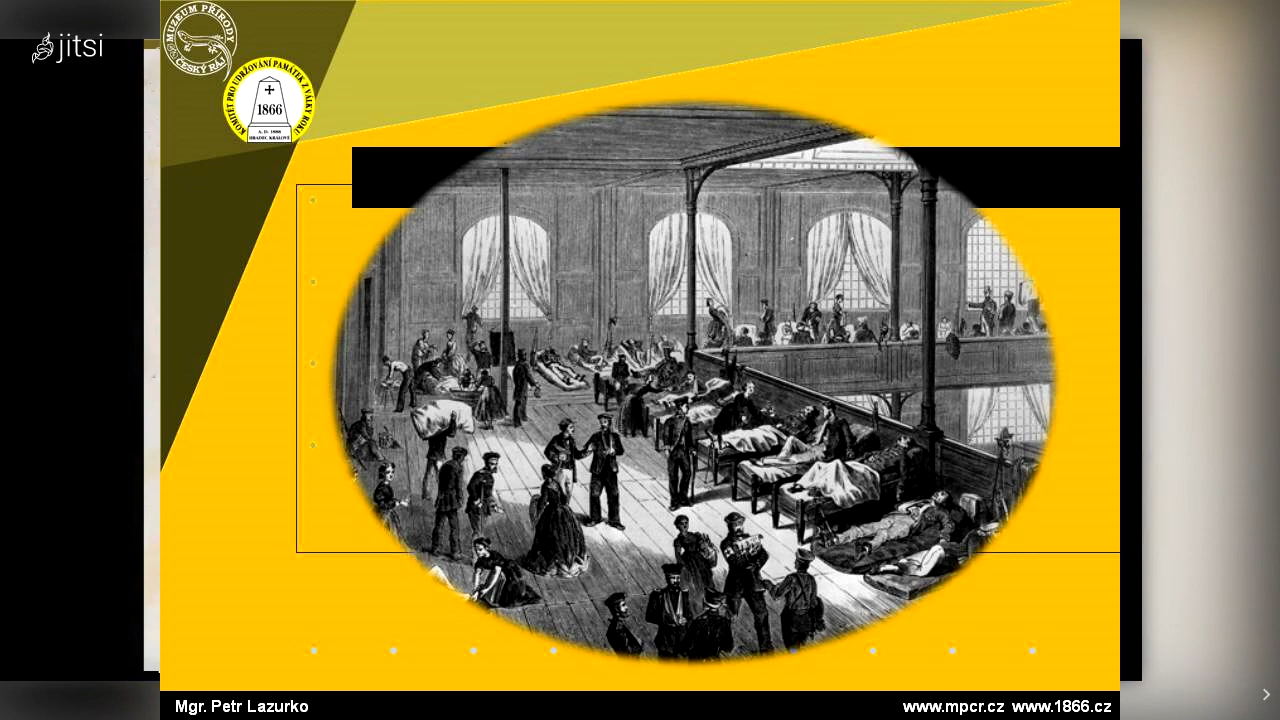 jitsi
MUZEUM PŘÍRODY
ČESKÝ RÁJ
KOMITÉT PRO UDRŽOVÁNÍ PAMÁTEK Z VÁLKY ROKU
1866
A. D. 1888
HRADEC KRÁLOVÉ
Mgr. Petr Lazurko
www.mpcr.cz www.1866.cz